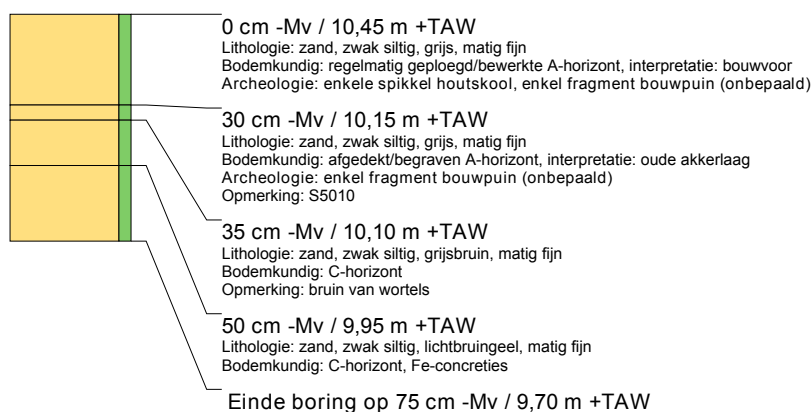 0 cm -Mv / 10,45 m +TAW
Lithologie: zand, zwak siltig, grijs, matig fijn
Bodemkundig: regelmatig geploegd/bewerkte A-horizont, interpretatie: bouwvoor
Archeologie: enkele spikkel houtskool, enkel fragment bouwpuin (onbepaald)
30 cm -Mv / 10,15 m +TAW
Lithologie: zand, zwak siltig, grijs, matig fijn
Bodemkundig: afgedekt/begraven A-horizont, interpretatie: oude akkerlaag
Archeologie: enkel fragment bouwpuin (onbepaald)
Opmerking: S5010
35 cm -Mv / 10,10 m +TAW
Lithologie: zand, zwak siltig, grijsbruin, matig fijn
Bodemkundig: C-horizont
Opmerking: bruin van wortels
50 cm -Mv / 9,95 m +TAW
Lithologie: zand, zwak siltig, lichtbruingeel, matig fijn
Bodemkundig: C-horizont, Fe-concreties
Einde boring op 75 cm -Mv / 9,70 m +TAW